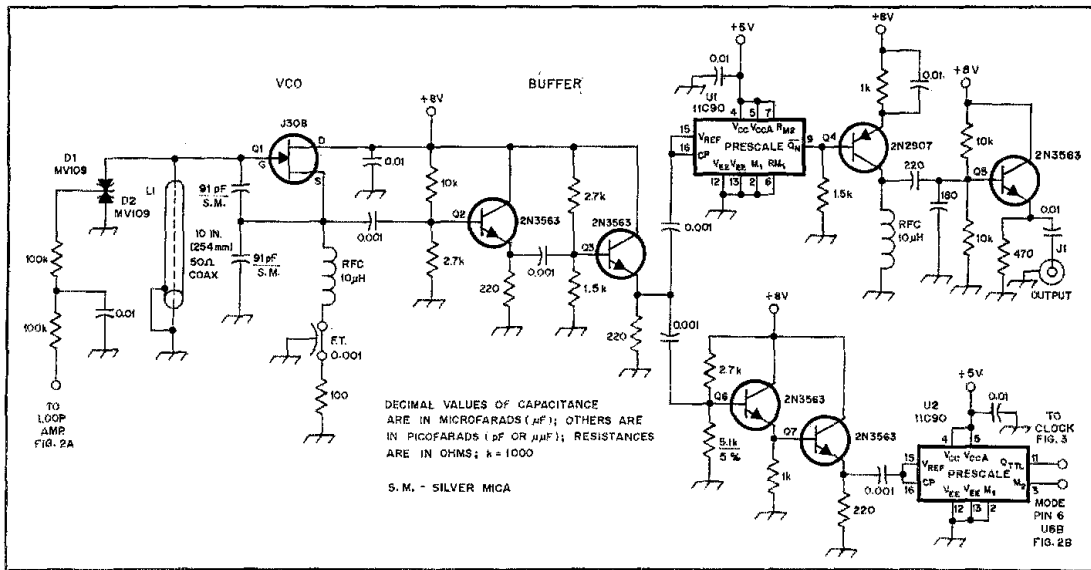 VCO
BUFFER
D1
MV109
D2
MV109
100k
100k
0.01
TO
LOOP
AMP.
FIG. 2A
L1
10 IN.
(254mm)
50Ω
COAX
J308
Q1
G
D
S
91pF
S.M.
91pF
S.M.
0.01
RFC
10μH
F.T.
0.001
100
0.001
+8V
10k
2.7k
Q2
2N3563
220
0.001
2.7k
Q3
1.5k
2N3563
220
0.001
0.001
+5V
0.01
U1
11C90
4
5
7
VCC VCCA RM2
15
VREF
16
CP
PRESCALE
QN
9
VEE VEE M1 RM1
12
13
2
6
Q4
1.5k
+8V
1k
0.01
2N2907
RFC
10μH
220
180
+8V
10k
10k
Q5
2N3563
470
0.01
J1
OUTPUT
+8V
2.7k
Q6
5.1k
5%
2N3563
1k
Q7
2N3563
220
0.001
+5V
0.01
U2
11C90
4
5
VCC VCCA
15
VREF
16
CP
PRESCALE
QTTL
11
M2
3
VEE VEE M1
12
13
2
TO
CLOCK
FIG. 3
MODE
PIN 6
U6B
FIG. 2B
DECIMAL VALUES OF CAPACITANCE
ARE IN MICROFARADS (μF); OTHERS ARE
IN PICOFARADS (pF OR μμF); RESISTANCES
ARE IN OHMS; k = 1000
S.M. - SILVER MICA